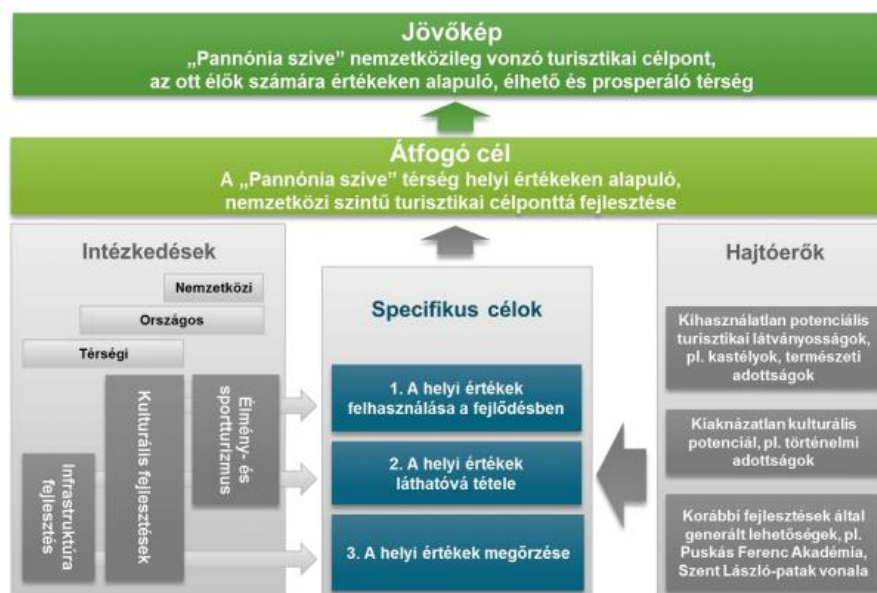 Jövőkép
„Pannónia szíve” nemzetközileg vonzó turisztikai célpont,
az ott élők számára értékeken alapuló, élhető és prosperáló térség
Átfogó cél
A „Pannónia szíve” térség helyi értékeken alapuló,
nemzetközi szintű turisztikai célponttá fejlesztése
Intézkedések
Nemzetközi
Országos
Térségi
Infrastruktúra
fejlesztés
Kulturális fejlesztések
Élmény- és
sportturizmus
Specifikus célok
1. A helyi értékek
felhasználása a fejlődésben
2. A helyi értékek
láthatóvá tétele
3. A helyi értékek megőrzése
Hajtóerők
Kihasználatlan potenciális
turisztikai látványosságok,
pl. kastélyok, természeti
adottságok
Kiaknázatlan kulturális
potenciál, pl. történelmi
adottságok
Korábbi fejlesztések által
generált lehetőségek, pl.
Puskás Ferenc Akadémia,
Szent László-patak vonala